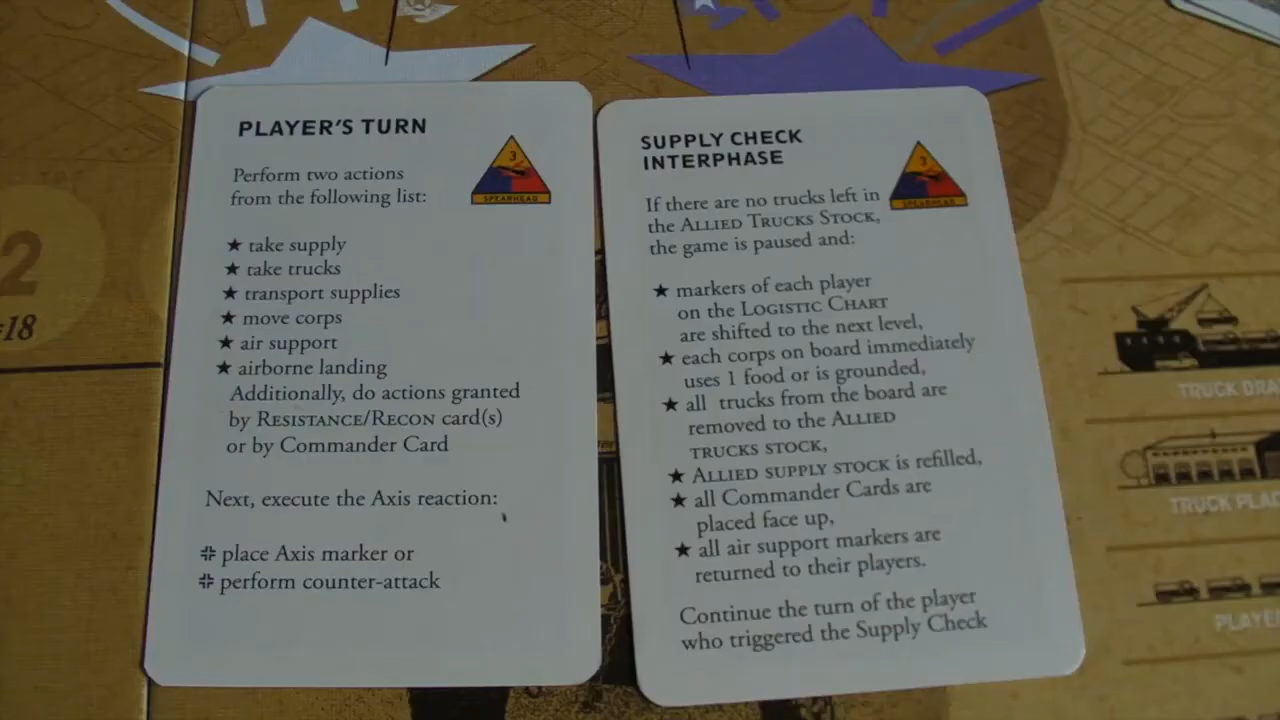 PLAYER'S TURN
3
SPEARHEAD
Perform two actions
from the following list:
★ take supply
★ take trucks
★ transport supplies
★ move corps
★ air support
★ airborne landing
Additionally, do actions granted
by RESISTANCE/RECON card(s)
or by Commander Card
Next, execute the Axis reaction:
place Axis marker or
perform counter-attack
SUPPLY CHECK
INTERPHASE
3
SPEARHEAD
If there are no trucks left in
the ALLIED TRUCKS STOCK,
the game is paused and:
★ markers of each player
on the LOGISTIC CHART
are shifted to the next level,
★ each corps on board immediately
uses 1 food or is grounded,
★ all trucks from the board are
removed to the ALLIED
TRUCKS STOCK,
★ ALLIED SUPPLY STOCK is refilled,
★ all Commander Cards are
placed face up,
★ all air support markers are
returned to their players.
Continue the turn of the player
who triggered the Supply Check
2
18
TRUCK
TRUCK